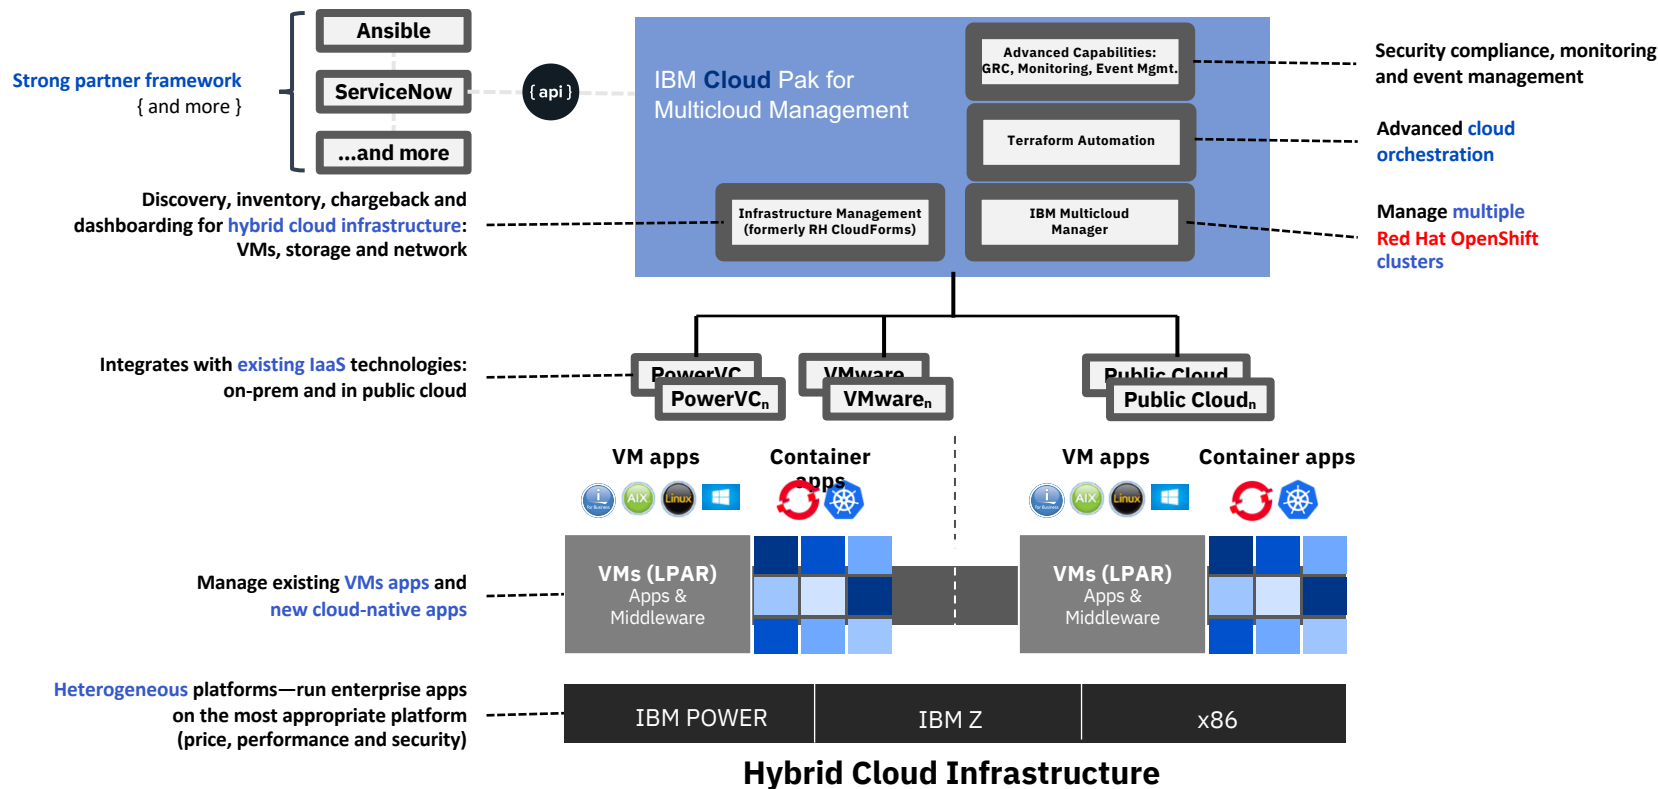 Ansible
Strong partner framework
{ and more }
ServiceNow
{ api }
...and more
IBM Cloud Pak for
Multicloud Management
Advanced Capabilities:
GRC, Monitoring, Event Mgmt.
Security compliance, monitoring
and event management
Terraform Automation
Advanced cloud
orchestration
Discovery, inventory, chargeback and
dashboarding for hybrid cloud infrastructure:
VMs, storage and network
Infrastructure Management
(formerly RH CloudForms)
IBM Multicloud
Manager
Manage multiple
Red Hat OpenShift
clusters
Integrates with existing IaaS technologies:
on-prem and in public cloud
PowerVC
PowerVCn
VMware
VMwaren
Public Cloud
Public Cloudn
VM apps
Container
apps
VM apps
Container apps
i
for Business
AIX
Linux
i
for Business
AIX
Linux
Manage existing VMs apps and
new cloud-native apps
VMs (LPAR)
Apps &
Middleware
VMs (LPAR)
Apps &
Middleware
Heterogeneous platforms—run enterprise apps
on the most appropriate platform
(price, performance and security)
IBM POWER
IBM Z
x86
Hybrid Cloud Infrastructure